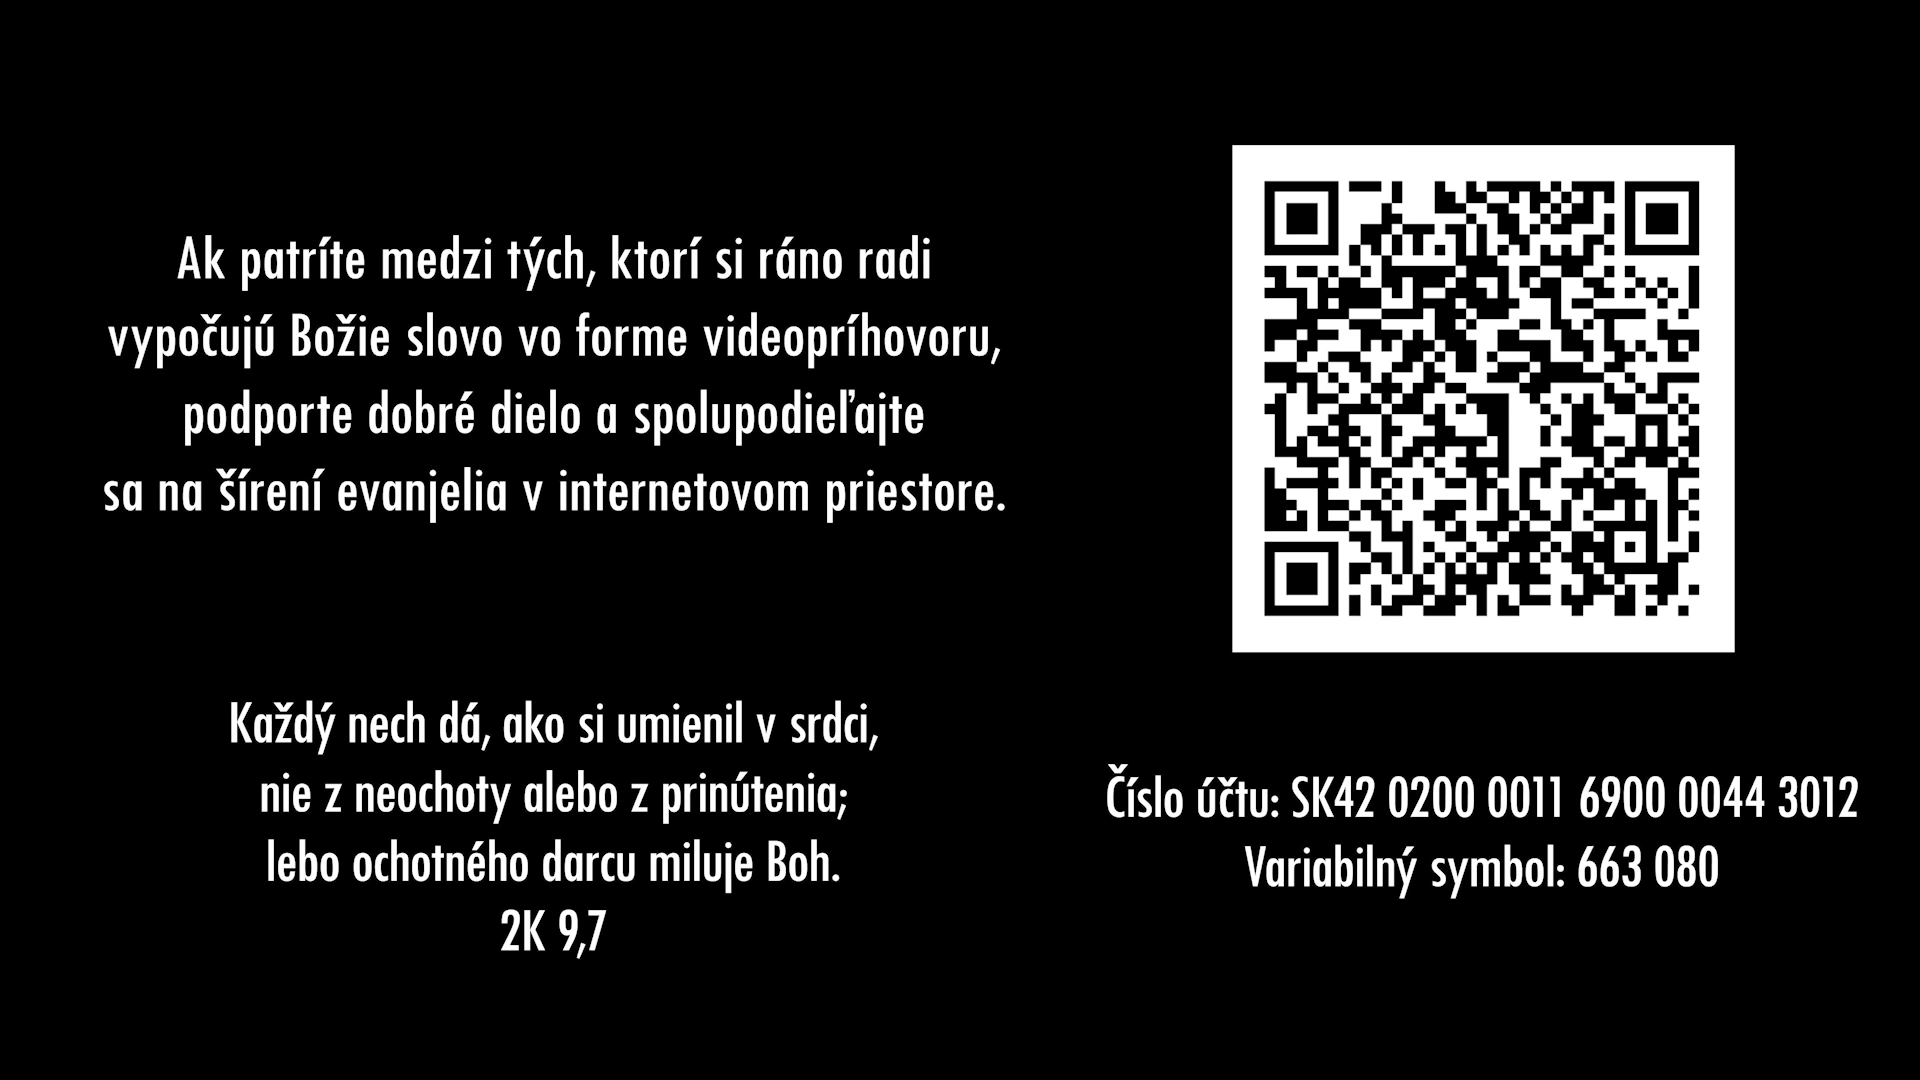 Ak patríte medzi tých, ktorí si ráno radi
vypočujú Božie slovo vo forme videopríhovoru,
podporte dobré dielo a spolupodieľajte
sa na šírení evanjelia v internetovom priestore.
Každý nech dá, ako si umienil v srdci,
nie z neochoty alebo z prinútenia;
lebo ochotného darcu miluje Boh.
2K 9,7
Číslo účtu: SK42 0200 0011 6900 0044 3012
Variabilný symbol: 663 080